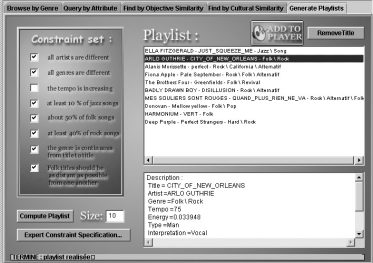 Browse by Genre Query by Attribute Find by Objective Similarity Find by Cultural Similarity Generate Playlists
Constraint set :
all artists are different
all genres are different
the tempo is increasing
at least 10 % of jazz songs
about 50% of folk songs
at least 40% of rock songs
the genre is continuous
from title to title
Folk titles should be
as distant as possible
from one another
Compute Playlist Size: 10
Expert Constraint Specification...
Playlist :
ADD TO
PLAYER
RemoveTitle
ELLA FITZGERALD - JUST_SQUEEZE_ME - Jazz \ Song
ARLO GUTHRIE - CITY_OF_NEW_ORLEANS - Folk \ Rock
Alanis Morissette - perfect - Rock \ California \ Alternatif
Fiona Apple - Pale September - Rock \ Folk \ Alternatif
The Brothers Four - Greenfields - Folk \ Revival
BADLY DRAWN BOY - DISILLUSION - Rock \ Alternatif
MES SOULIERS SONT ROUGES - QUAND_PLUS_RIEN_NE_VA - Rock \ Folk \ Alternatif
Donovan - Mellow yellow - Folk \ Pop
HARMONIUM - VERT - Folk
Deep Purple - Perfect Strangers - Hard \ Rock
Description :
Title = CITY_OF_NEW_ORLEANS
Artist =ARLO GUTHRIE
Genre =Folk \ Rock
Tempo =75
Energy =0.033948
Type =Man
Interpretation =Vocal
[TERMINE : playlist realisée